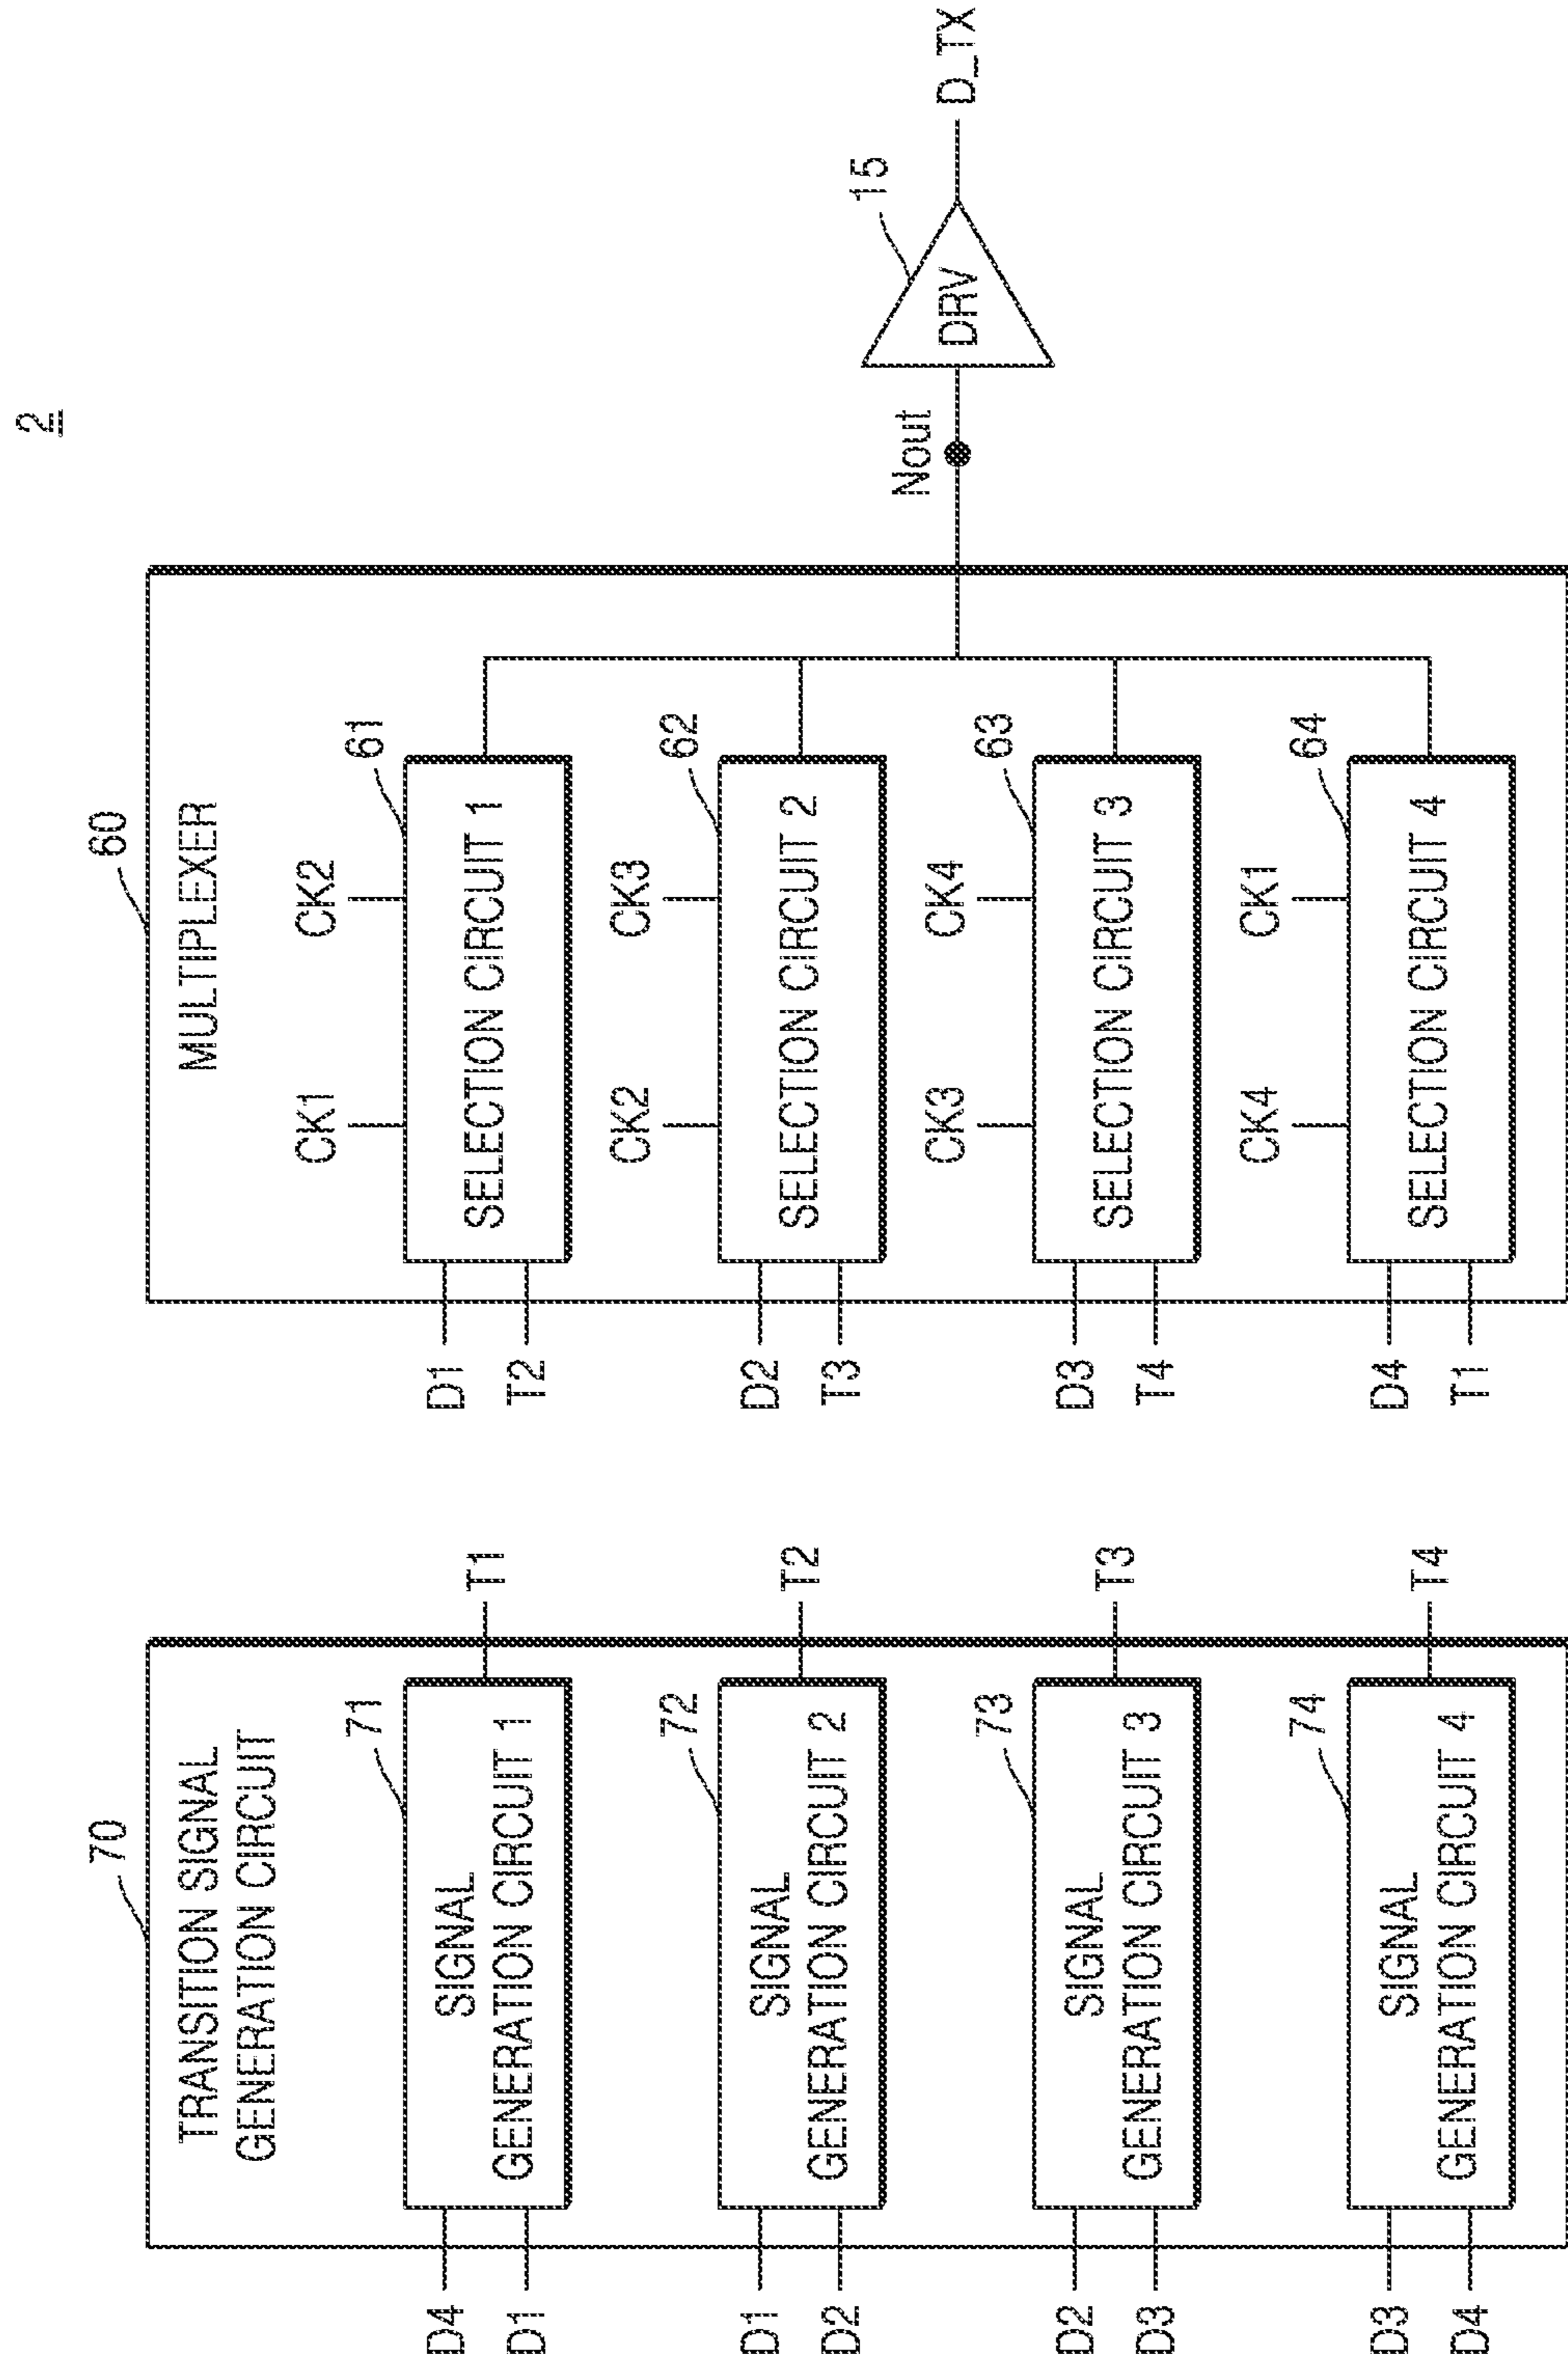 2
70
TRANSITION SIGNAL
GENERATION CIRCUIT
D4
D1
71
SIGNAL
GENERATION CIRCUIT 1
T1
D1
D2
72
SIGNAL
GENERATION CIRCUIT 2
T2
D2
D3
73
SIGNAL
GENERATION CIRCUIT 3
T3
D3
D4
74
SIGNAL
GENERATION CIRCUIT 4
T4
60
MULTIPLEXER
CK1
CK2
61
D1
T2
SELECTION CIRCUIT 1
CK2
CK3
62
D2
T3
SELECTION CIRCUIT 2
CK3
CK4
63
D3
T4
SELECTION CIRCUIT 3
CK4
CK1
64
D4
T1
SELECTION CIRCUIT 4
Nout
15
DRV
D_TX